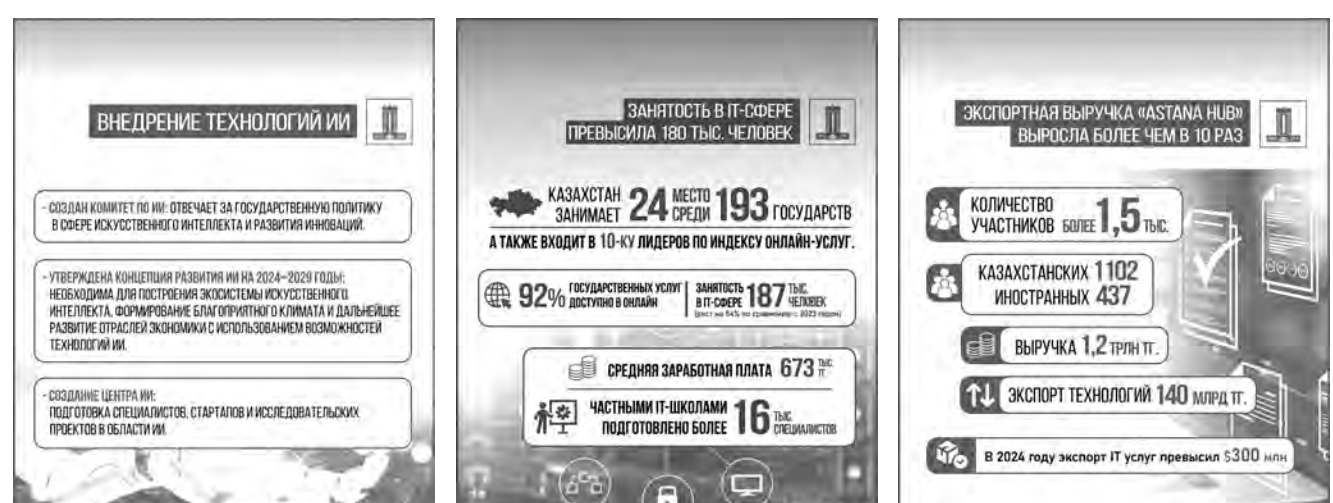 ВНЕДРЕНИЕ ТЕХНОЛОГИЙ ИИ
- СОЗДАН КОМИТЕТ ПО ИИ: ОТВЕЧАЕТ ЗА ГОСУДАРСТВЕННУЮ ПОЛИТИКУ
В СФЕРЕ ИСКУССТВЕННОГО ИНТЕЛЛЕКТА И РАЗВИТИЯ ИННОВАЦИЙ.
- УТВЕРЖДЕНА КОНЦЕПЦИЯ РАЗВИТИЯ ИИ НА 2024–2029 ГОДЫ:
НЕОБХОДИМА ДЛЯ ПОСТРОЕНИЯ ЭКОСИСТЕМЫ ИСКУССТВЕННОГО
ИНТЕЛЛЕКТА, ФОРМИРОВАНИЕ БЛАГОПРИЯТНОГО КЛИМАТА И ДАЛЬНЕЙШЕЕ
РАЗВИТИЕ ОТРАСЛЕЙ ЭКОНОМИКИ С ИСПОЛЬЗОВАНИЕМ ВОЗМОЖНОСТЕЙ
ТЕХНОЛОГИЙ ИИ.
- СОЗДАНИЕ ЦЕНТРА ИИ:
ПОДГОТОВКА СПЕЦИАЛИСТОВ, СТАРТАПОВ И ИССЛЕДОВАТЕЛЬСКИХ
ПРОЕКТОВ В ОБЛАСТИ ИИ.
ЗАНЯТОСТЬ В IT-СФЕРЕ
ПРЕВЫСИЛА 180 ТЫС. ЧЕЛОВЕК
КАЗАХСТАН ЗАНИМАЕТ 24 МЕСТО СРЕДИ 193 ГОСУДАРСТВ
А ТАКЖЕ ВХОДИТ В 10-КУ ЛИДЕРОВ ПО ИНДЕКСУ ОНЛАЙН-УСЛУГ.
92% ГОСУДАРСТВЕННЫХ УСЛУГ ДОСТУПНО В ОНЛАЙН
ЗАНЯТОСТЬ В IT-СФЕРЕ 187 ТЫС. ЧЕЛОВЕК
(рост на 54% по сравнению с 2023 годом)
СРЕДНЯЯ ЗАРАБОТНАЯ ПЛАТА 673 ТЫС. ТГ
ЧАСТНЫМИ IT-ШКОЛАМИ ПОДГОТОВЛЕНО БОЛЕЕ 16 ТЫС. СПЕЦИАЛИСТОВ
ЭКСПОРТНАЯ ВЫРУЧКА «ASTANA HUB»
ВЫРОСЛА БОЛЕЕ ЧЕМ В 10 РАЗ
КОЛИЧЕСТВО
УЧАСТНИКОВ БОЛЕЕ 1,5 ТЫС.
КАЗАХСТАНСКИХ 1102
ИНОСТРАННЫХ 437
ВЫРУЧКА 1,2 ТРЛН ТГ.
ЭКСПОРТ ТЕХНОЛОГИЙ 140 МЛРД ТГ.
В 2024 году экспорт IT услуг превысил $300 млн